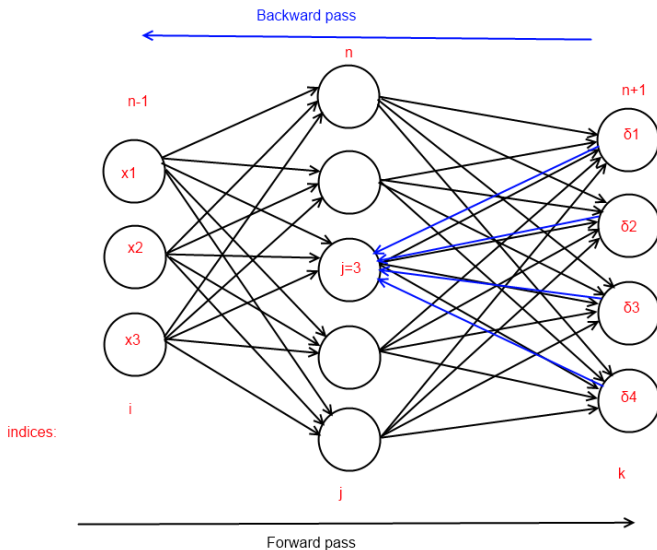 Backward pass
n
n-1
n+1
x1
x2
x3
j=3
δ1
δ2
δ3
δ4
i
indices:
j
k
Forward pass